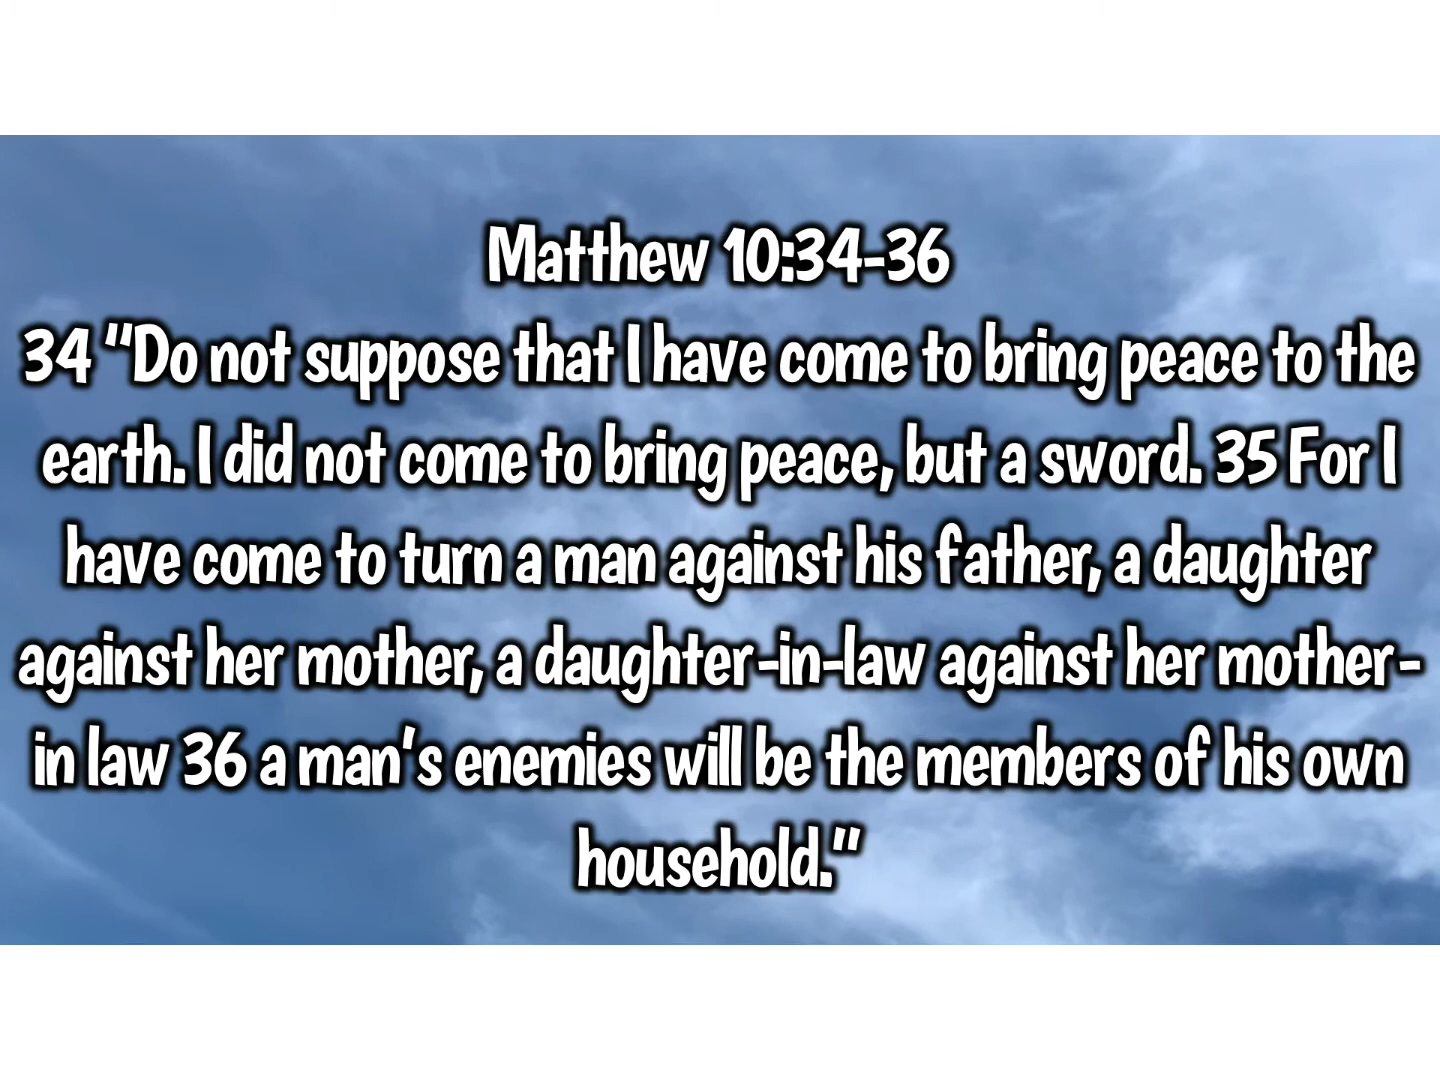 Matthew 10:34-36
34 "Do not suppose that I have come to bring peace to the
earth. I did not come to bring peace, but a sword. 35 For I
have come to turn a man against his father, a daughter
against her mother, a daughter-in-law against her mother-
in law 36 a man's enemies will be the members of his own
household."